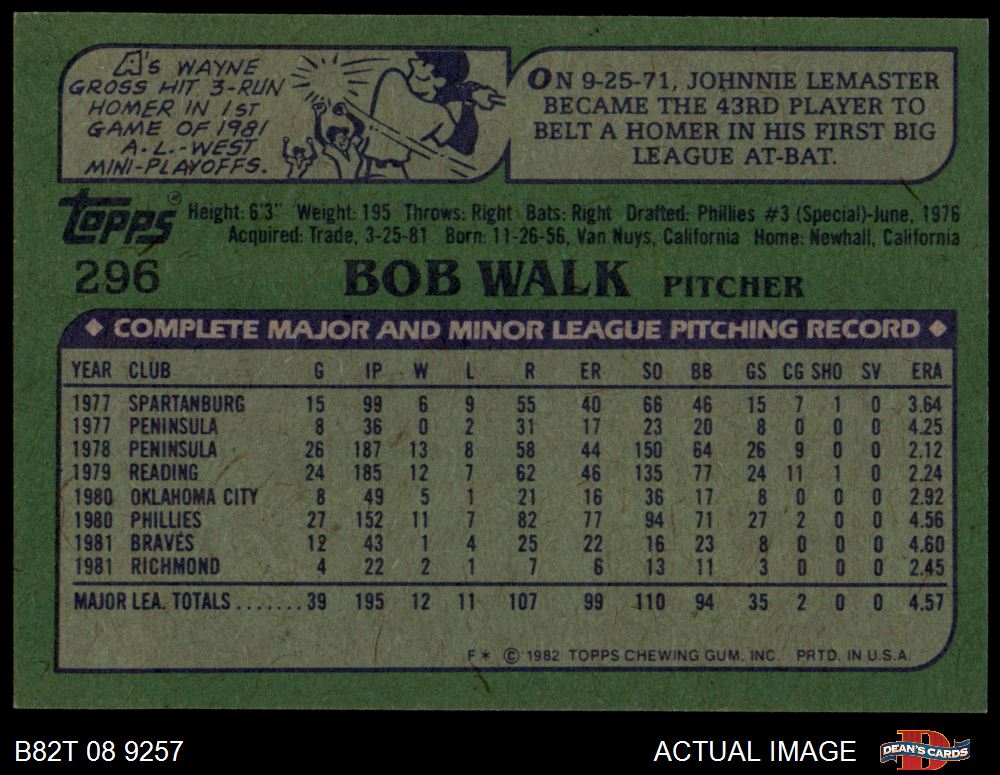 A's WAYNE
GROSS HIT 3-RUN
HOMER IN 1ST
GAME OF 1981
A.L.-WEST
MINI-PLAYOFFS.
ON 9-25-71, JOHNNIE LEMASTER
BECAME THE 43RD PLAYER TO
BELT A HOMER IN HIS FIRST BIG
LEAGUE AT-BAT.
Topps®
Height: 6'3" Weight: 195 Throws: Right Bats: Right Drafted: Phillies #3 (Special)-June, 1976
Acquired: Trade, 3-25-81 Born: 11-26-56, Van Nuys, California Home: Newhall, California
296 BOB WALK PITCHER
◆ COMPLETE MAJOR AND MINOR LEAGUE PITCHING RECORD ◆
YEAR CLUB G IP W L R ER SO BB GS CG SHO SV ERA
1977 SPARTANBURG 15 99 6 9 55 40 66 46 15 7 1 0 3.64
1977 PENINSULA 8 36 0 2 31 17 23 20 8 0 0 0 4.25
1978 PENINSULA 26 187 13 8 58 44 150 64 26 9 0 0 2.12
1979 READING 24 185 12 7 62 46 135 77 24 11 1 0 2.24
1980 OKLAHOMA CITY 8 49 5 1 21 16 36 17 8 0 0 0 2.92
1980 PHILLIES 27 152 11 7 82 77 94 71 27 2 0 0 4.56
1981 BRAVES 12 43 1 4 25 22 16 23 8 0 0 0 4.60
1981 RICHMOND 4 22 2 1 7 6 13 11 3 0 0 0 2.45
MAJOR LEA. TOTALS.......39 195 12 11 107 99 110 94 35 2 0 0 4.57
F* © 1982 TOPPS CHEWING GUM, INC. PRTD. IN U.S.A.
B82T 08 9257 ACTUAL IMAGE D DEAN'S CARDS